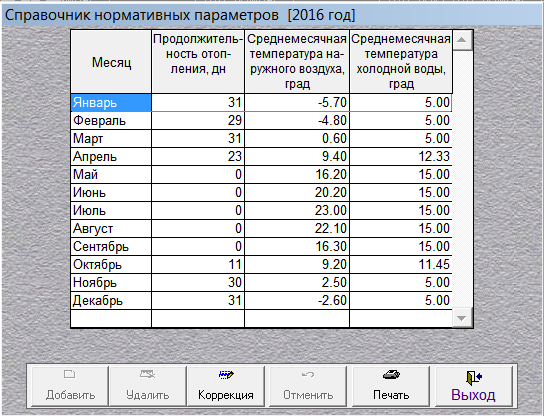 Справочник нормативных параметров [2016 год]
Месяц
Продолжитель-
ность отоп-
ления, дн
Среднемесячная
температура на-
ружного воздуха,
град
Среднемесячная
температура
холодной воды,
град
Январь 31 -5.70 5.00
Февраль 29 -4.80 5.00
Март 31 0.60 5.00
Апрель 23 9.40 12.33
Май 0 16.20 15.00
Июнь 0 20.20 15.00
Июль 0 23.00 15.00
Август 0 22.10 15.00
Сентябрь 0 16.30 15.00
Октябрь 11 9.20 11.45
Ноябрь 30 2.50 5.00
Декабрь 31 -2.60 5.00
Добавить Удалить Коррекция Отменить Печать Выход